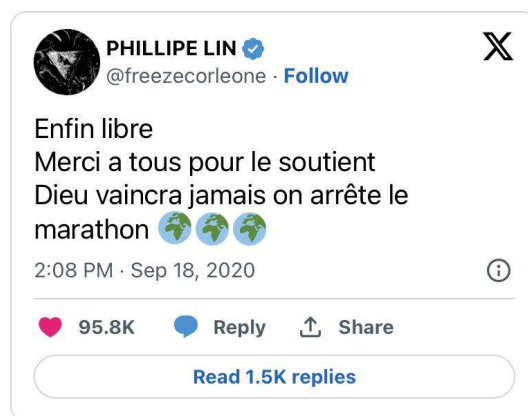 PHILLIPE LIN
@freezecorleone · Follow
Enfin libre
Merci a tous pour le soutient
Dieu vaincra jamais on arrête le
marathon 🌍🌍🌍
2:08 PM · Sep 18, 2020
95.8K Reply Share
Read 1.5K replies